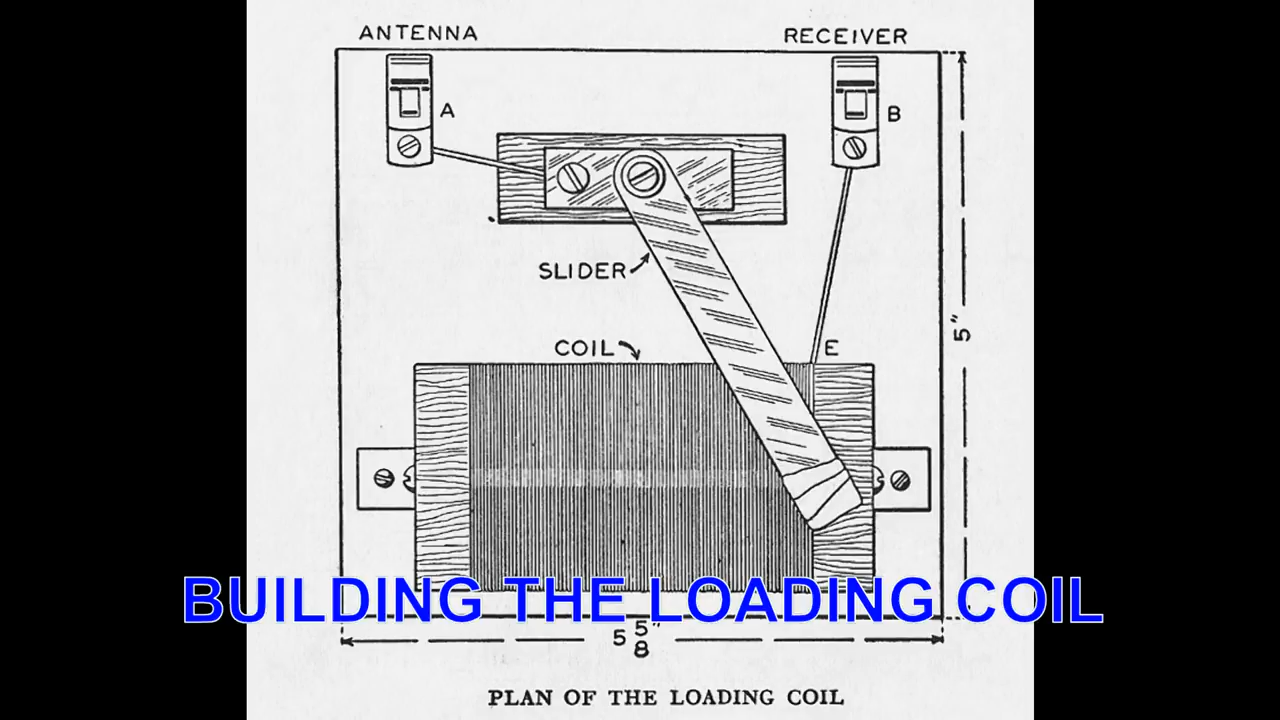 ANTENNA
RECEIVER
A
B
SLIDER
COIL
E
5"
BUILDING THE LOADING COIL
5 5/8"
PLAN OF THE LOADING COIL